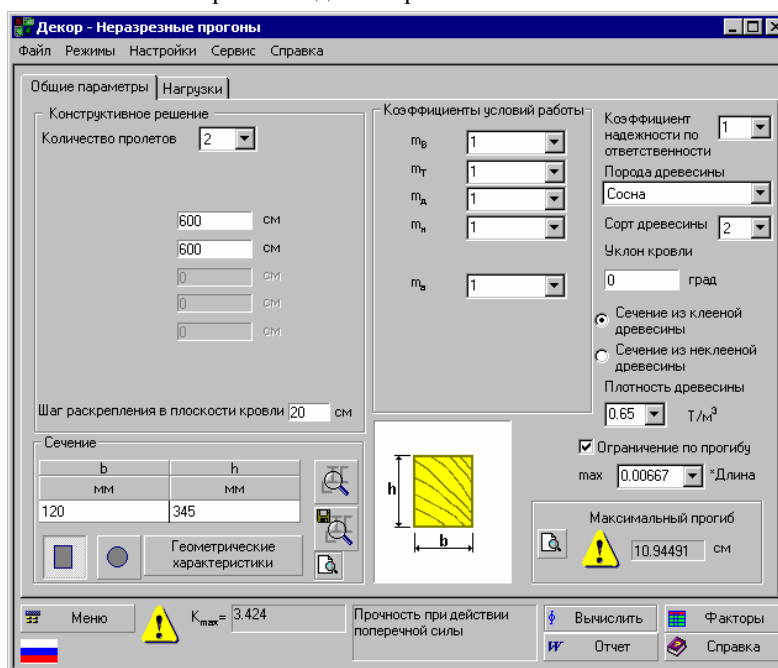 Декор - Неразрезные прогоны
Файл Режимы Настройки Сервис Справка
Общие параметры Нагрузки
Конструктивное решение
Количество пролетов 2
600 см
600 см
0 см
0 см
0 см
Шаг раскрепления в плоскости кровли 20 см
Коэффициенты условий работы
mв 1
mт 1
mд 1
mн 1
mа 1
Коэффициент
надежности по
ответственности
1
Порода древесины
Сосна
Сорт древесины 2
Уклон кровли
0 град
Сечение из клееной
древесины
Сечение из неклееной
древесины
Плотность древесины
0.65 Т/м³
Ограничение по прогибу
max 0.00667 *Длина
Сечение
b h
мм мм
120 345
Геометрические
характеристики
h
b
Максимальный прогиб
10.94491 см
Меню
Kmax= 3.424
Прочность при действии
поперечной силы
Вычислить
Факторы
W Отчет
Справка